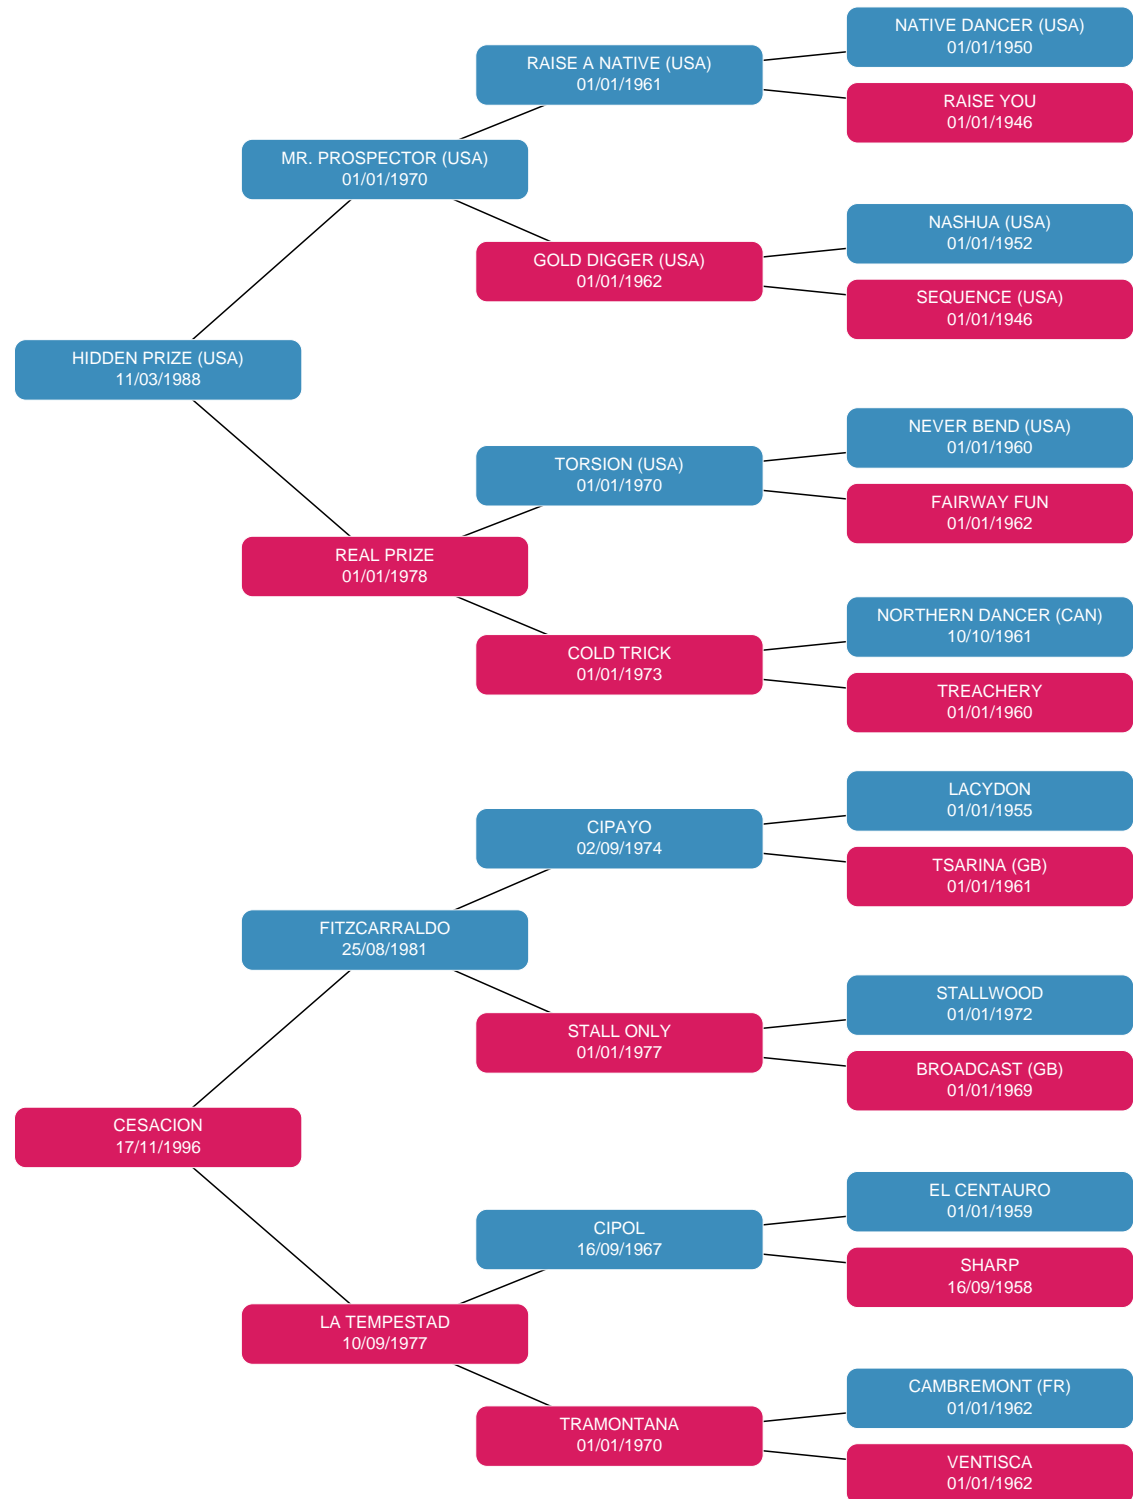 NATIVE DANCER (USA)
01/01/1950
RAISE A NATIVE (USA)
01/01/1961
RAISE YOU
01/01/1946
MR. PROSPECTOR (USA)
01/01/1970
NASHUA (USA)
01/01/1952
GOLD DIGGER (USA)
01/01/1962
SEQUENCE (USA)
01/01/1946
HIDDEN PRIZE (USA)
11/03/1988
NEVER BEND (USA)
01/01/1960
TORSION (USA)
01/01/1970
FAIRWAY FUN
01/01/1962
REAL PRIZE
01/01/1978
NORTHERN DANCER (CAN)
10/10/1961
COLD TRICK
01/01/1973
TREACHERY
01/01/1960
LACYDON
01/01/1955
CIPAYO
02/09/1974
TSARINA (GB)
01/01/1961
FITZCARRALDO
25/08/1981
STALLWOOD
01/01/1972
STALL ONLY
01/01/1977
BROADCAST (GB)
01/01/1969
CESACION
17/11/1996
EL CENTAURO
01/01/1959
CIPOL
16/09/1967
SHARP
16/09/1958
LA TEMPESTAD
10/09/1977
CAMBREMONT (FR)
01/01/1962
TRAMONTANA
01/01/1970
VENTISCA
01/01/1962